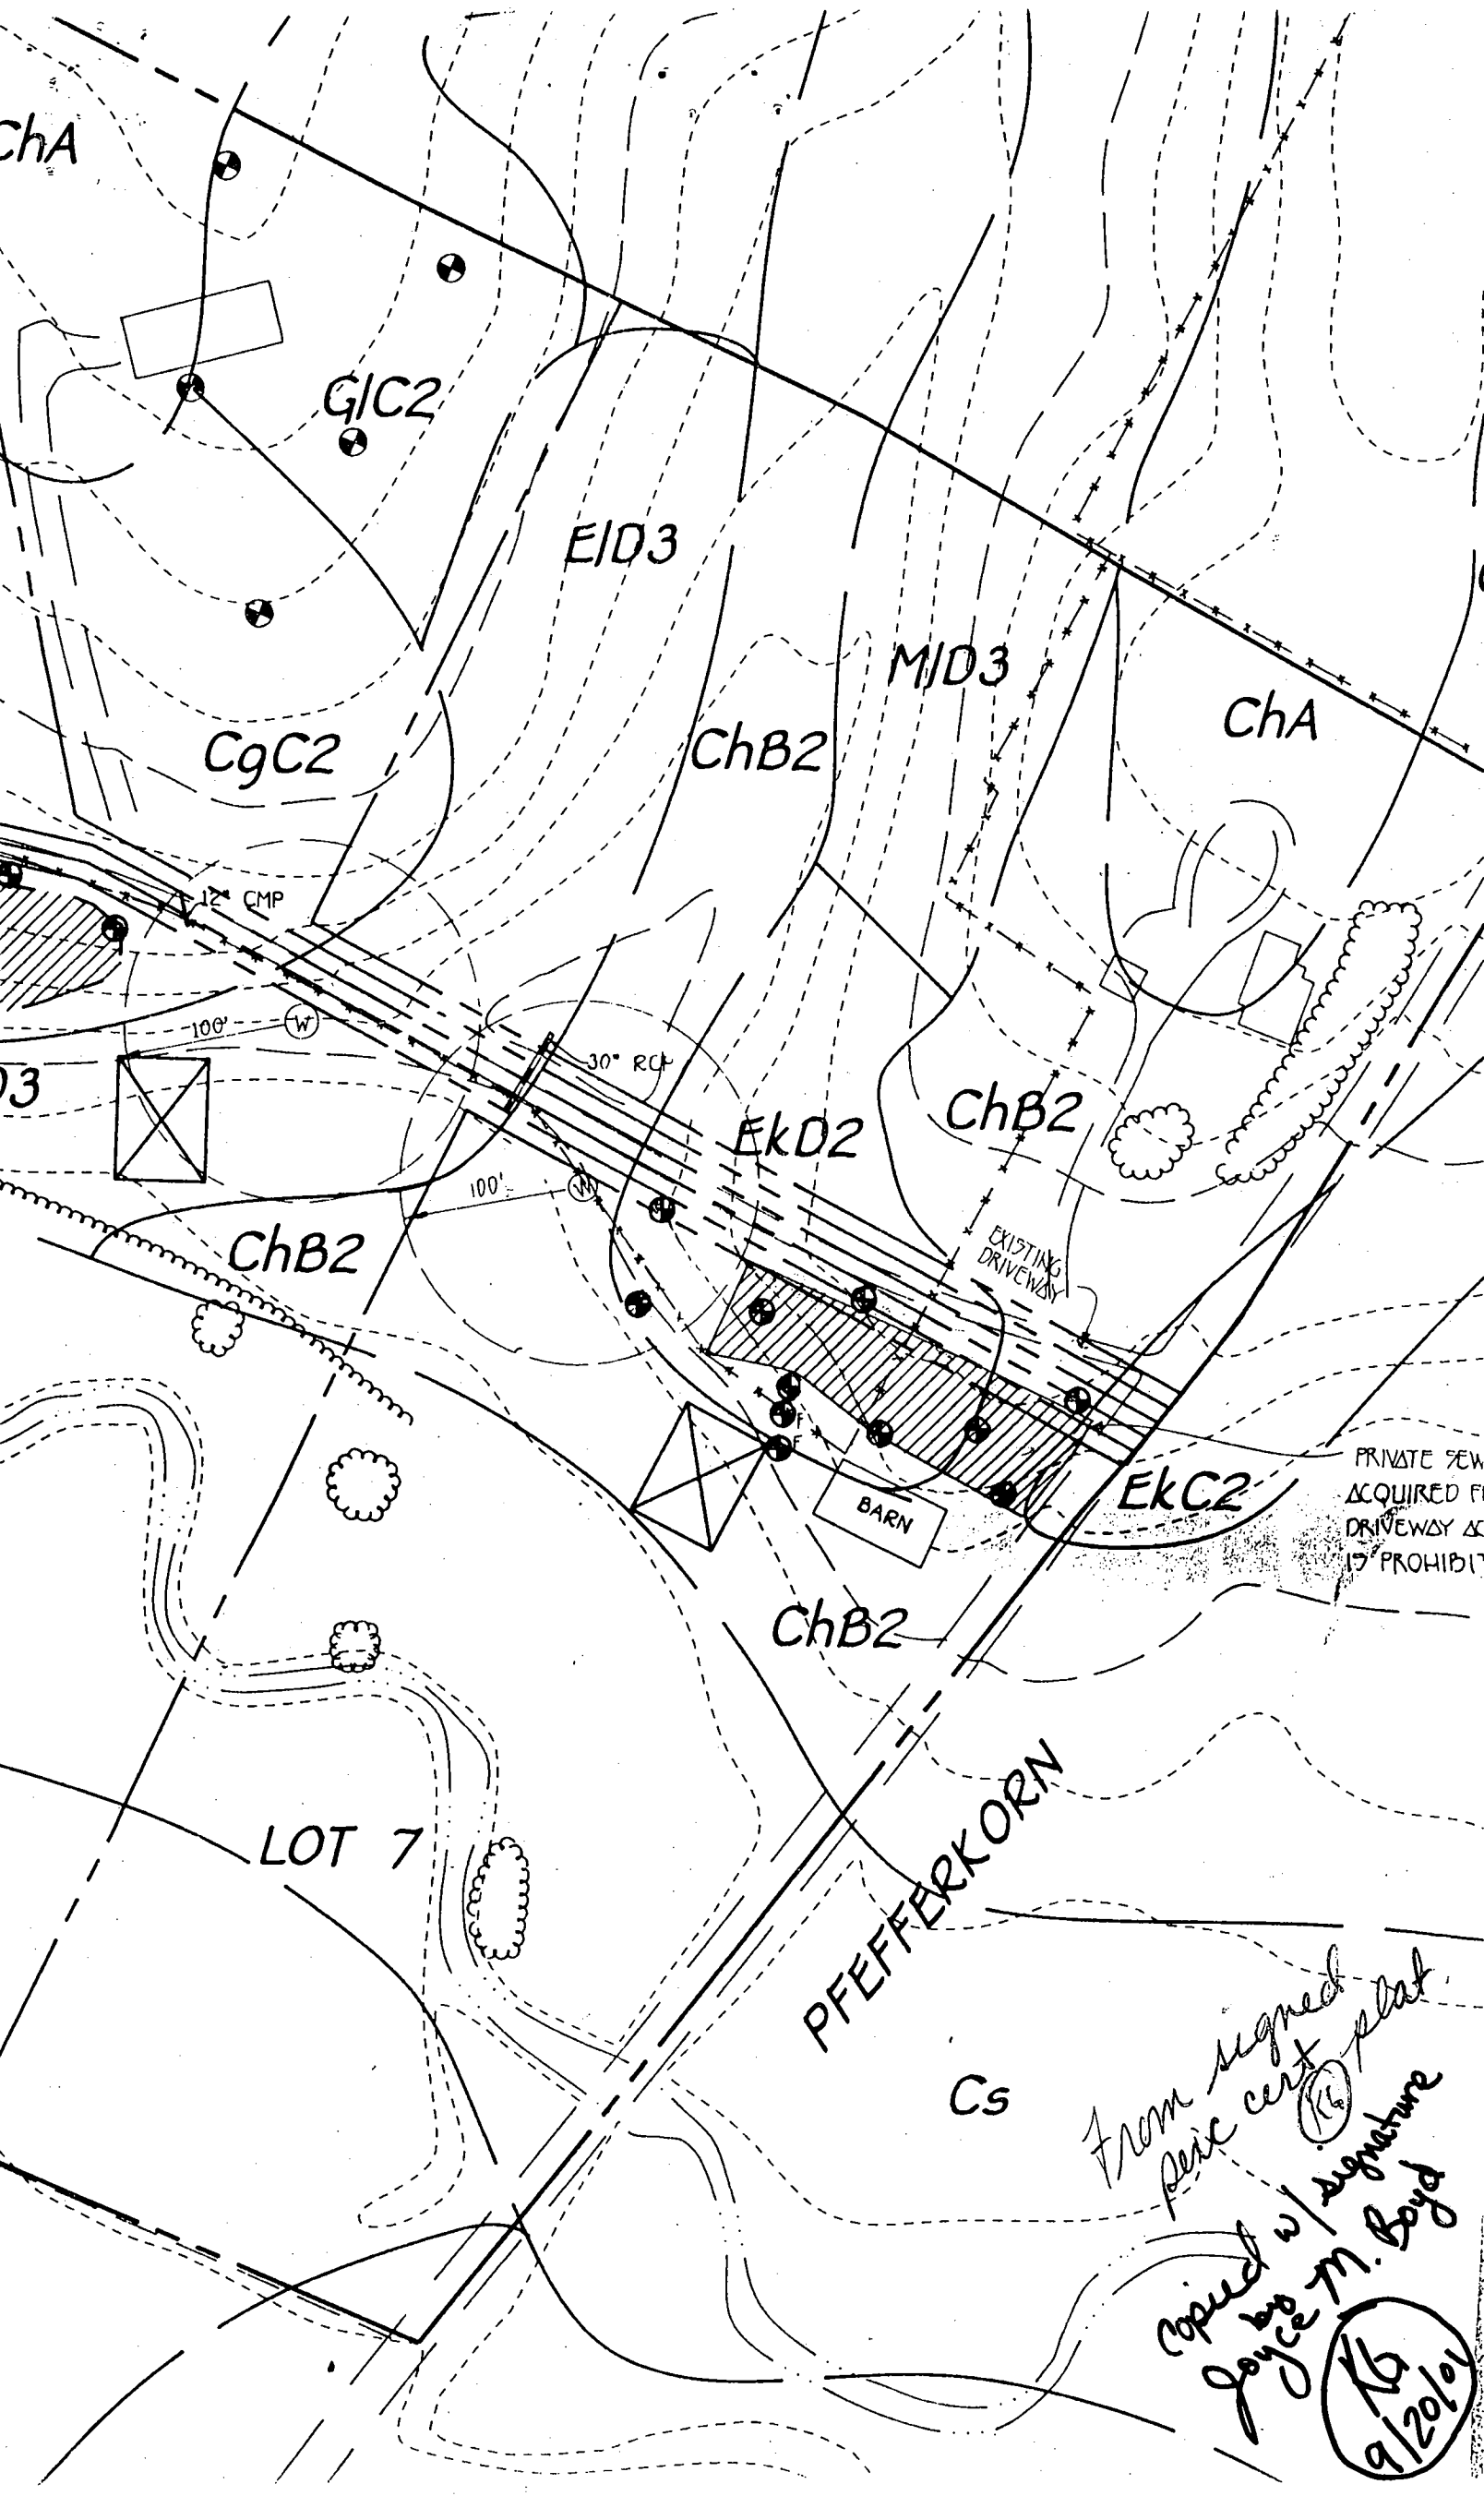 ChA
GlC2
ElD3
MlD3
ChA
CgC2
ChB2
12" CMP
100'
W
30" RCP
D3
ChB2
EkD2
100'
W
ChB2
EXISTING
DRIVEWAY
F
F
BARN
EkC2
PRIVATE SEW
ACQUIRED F
DRIVEWAY AC
IS PROHIBIT
ChB2
LOT 7
PFEFFERKORN
Cs
From signed
perc cert plat
KG
Copied w/ signature
Joyce M. Boyd
KG
9/20/01